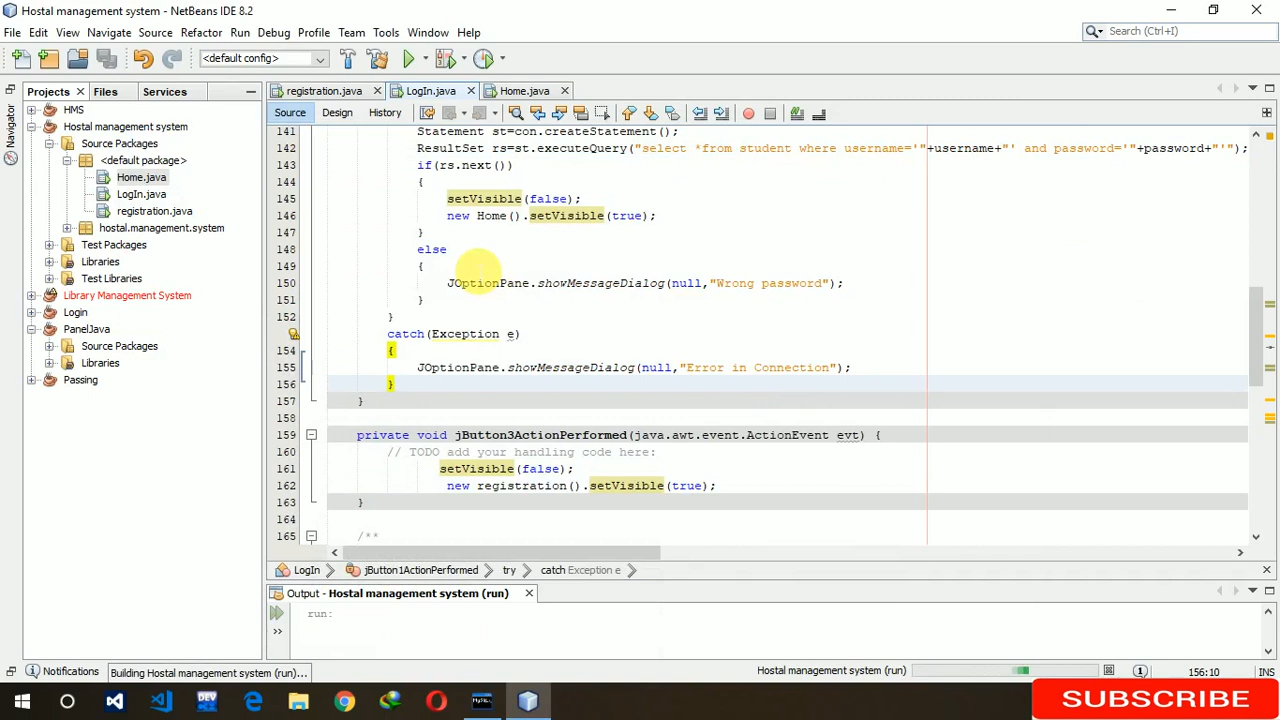 Hostal management system - NetBeans IDE 8.2
File Edit View Navigate Source Refactor Run Debug Profile Team Tools Window Help
Search (Ctrl+I)
<default config>
Projects Files Services
registration.java LogIn.java Home.java
Source Design History
Navigator
HMS
Hostal management system
Source Packages
<default package>
Home.java
LogIn.java
registration.java
hostal.management.system
Test Packages
Libraries
Test Libraries
Library Management System
Login
PanelJava
Source Packages
Libraries
Passing
141 Statement st=con.createStatement();
142 ResultSet rs=st.executeQuery("select *from student where username='"+username+"' and password='"+password+"'");
143 if(rs.next())
144 {
145 setVisible(false);
146 new Home().setVisible(true);
147 }
148 else
149 {
150 JOptionPane.showMessageDialog(null,"Wrong password");
151 }
152 }
catch(Exception e)
154 {
155 JOptionPane.showMessageDialog(null,"Error in Connection");
156 }
157 }
158
159 private void jButton3ActionPerformed(java.awt.event.ActionEvent evt) {
160 // TODO add your handling code here:
161 setVisible(false);
162 new registration().setVisible(true);
163 }
164
165 /**
LogIn jButton1ActionPerformed try catch Exception e
Output - Hostal management system (run)
run:
Notifications Building Hostal management system (run)... Hostal management system (run) 1 156:10 INS
SUBSCRIBE